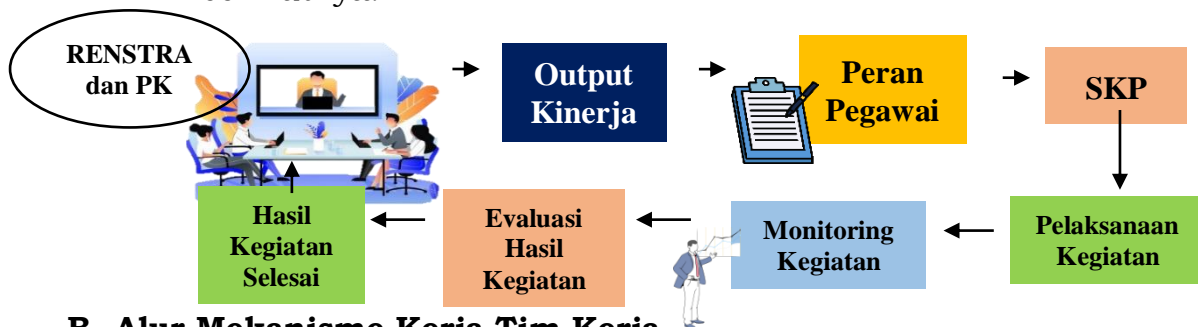 RENSTRA
dan PK
Output
Kinerja
Peran
Pegawai
SKP
Pelaksanaan
Kegiatan
Monitoring
Kegiatan
Evaluasi
Hasil
Kegiatan
Hasil
Kegiatan
Selesai
B. Alur Mekanisme Kerja Tim Kerja